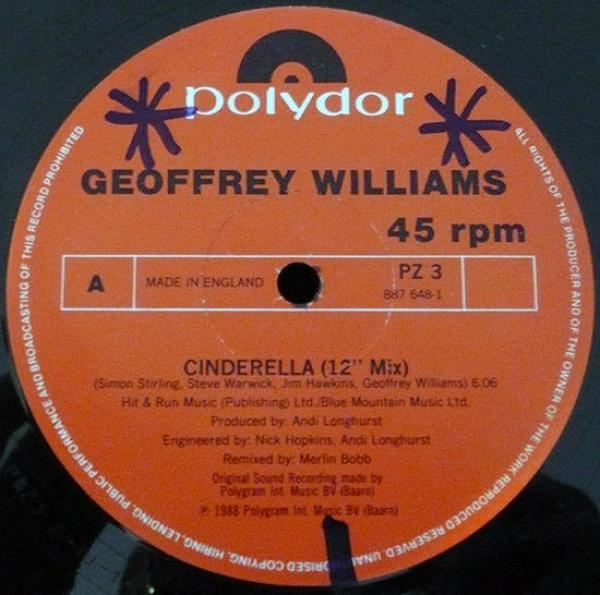 polydor
GEOFFREY WILLIAMS
45 rpm
A
MADE IN ENGLAND
PZ 3
887 648-1
CINDERELLA (12" Mix)
(Simon Stirling, Steve Warwick, Jim Hawkins, Geoffrey Williams) 6.06
Hit & Run Music (Publishing) Ltd./Blue Mountain Music Ltd.
Produced by: Andi Longhurst
Engineered by: Nick Hopkins, Andi Longhurst
Remixed by: Merlin Bobb
Original Sound Recording made by
Polygram Int. Music BV (Baarn)
℗ 1988 Polygram Int. Music BV (Baarn)
ALL RIGHTS OF THE PRODUCER AND OF THE OWNER OF THE WORK REPRODUCED RESERVED. ORISED COPYING, HIRING, LENDING, PUBLIC PERFORMANCE AND BROADCASTING OF THIS RECORD PROHIBITED